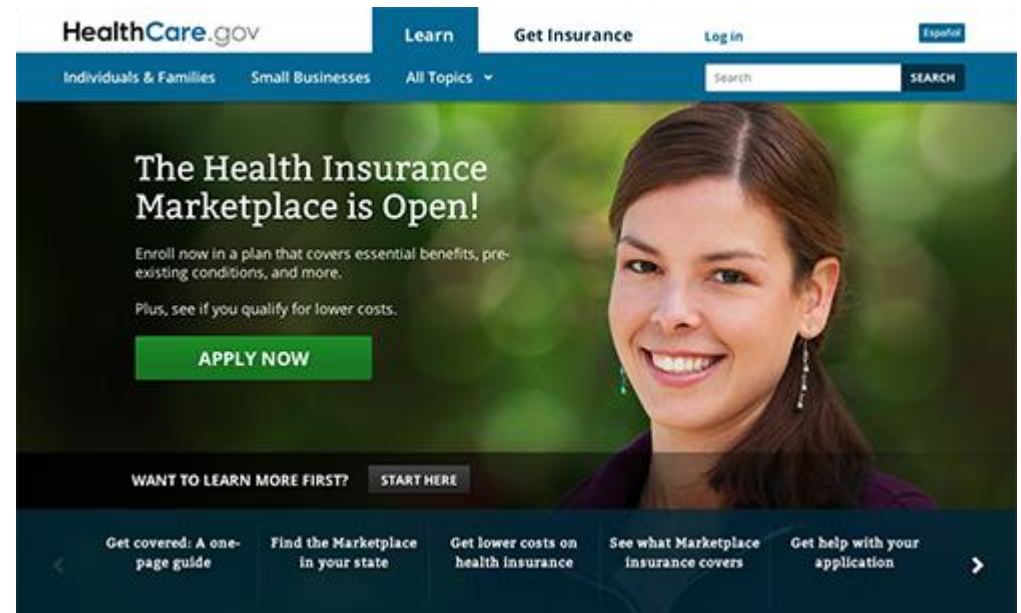 HealthCare.gov
Learn
Get Insurance
Log in
Español
Individuals & Families
Small Businesses
All Topics
Search
SEARCH
The Health Insurance
Marketplace is Open!
Enroll now in a plan that covers essential benefits, pre-
existing conditions, and more.
Plus, see if you qualify for lower costs.
APPLY NOW
WANT TO LEARN MORE FIRST?
START HERE
Get covered: A one-
page guide
Find the Marketplace
in your state
Get lower costs on
health insurance
See what Marketplace
insurance covers
Get help with your
application